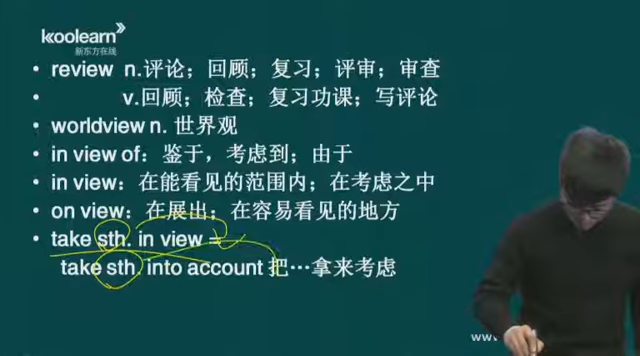 koolearn
新东方在线
• review n.评论；回顾；复习；评审；审查
• v.回顾；检查；复习功课；写评论
• worldview n. 世界观
• in view of：鉴于，考虑到；由于
• in view：在能看见的范围内；在考虑之中
• on view：在展出；在容易看见的地方
• take sth. in view =
take sth. into account 把…拿来考虑
www